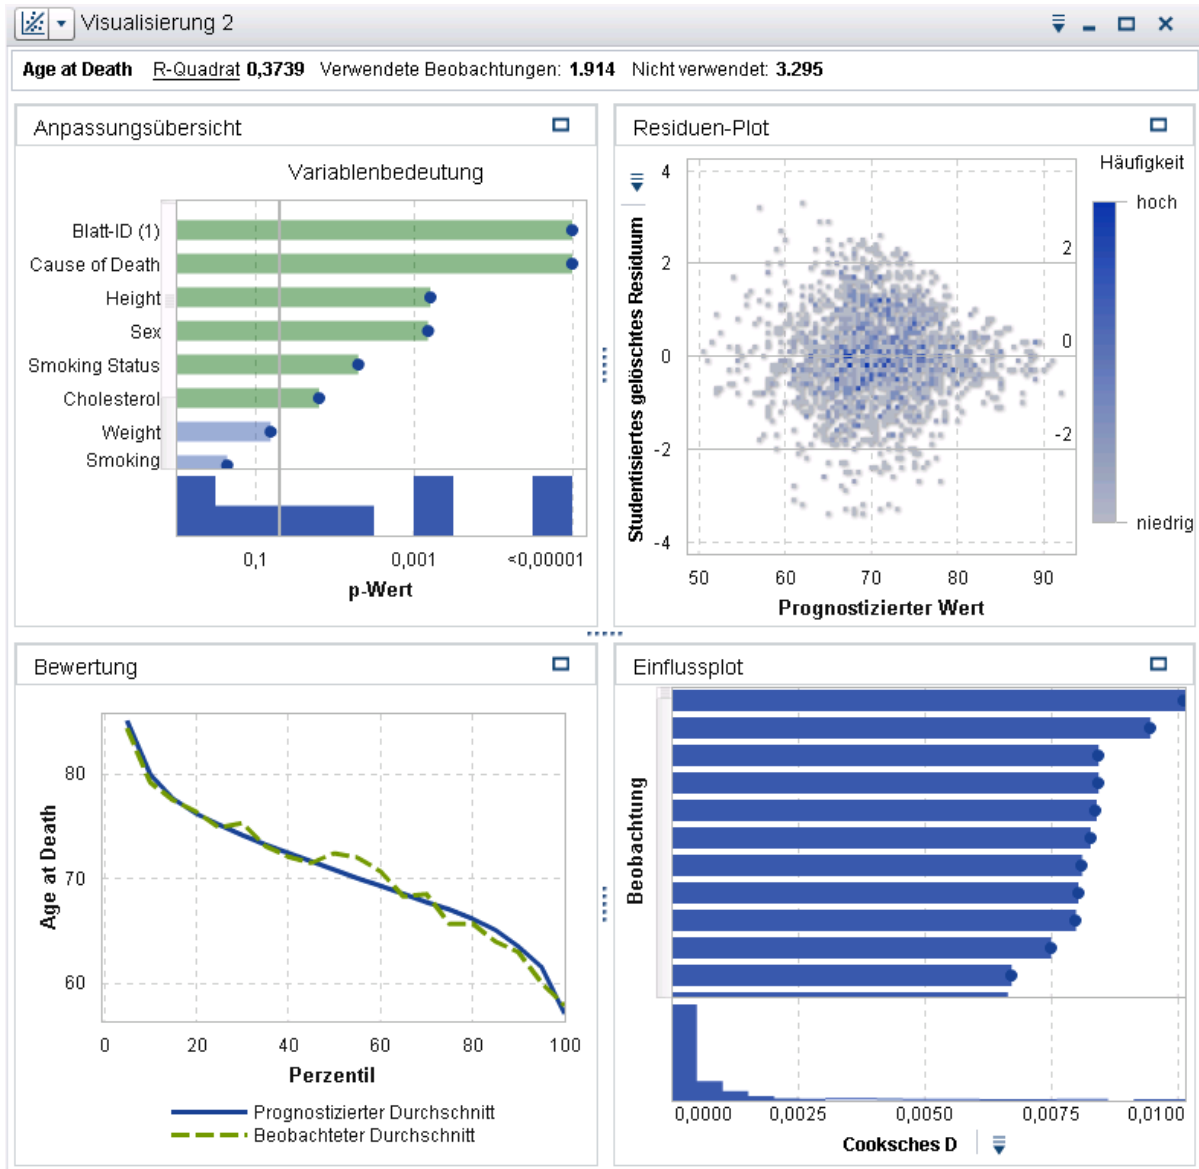 Visualisierung 2
Age at Death R-Quadrat 0,3739 Verwendete Beobachtungen: 1.914 Nicht verwendet: 3.295
Anpassungsübersicht
Variablenbedeutung
Blatt-ID (1)
Cause of Death
Height
Sex
Smoking Status
Cholesterol
Weight
Smoking
0,1 0,001 <0,00001
p-Wert
Residuen-Plot
Häufigkeit
hoch
niedrig
Studentisiertes gelöschtes Residuum
4
2
0
-2
-4
2
0
-2
50 60 70 80 90
Prognostizierter Wert
Bewertung
Age at Death
80
70
60
0 20 40 60 80 100
Perzentil
Prognostizierter Durchschnitt
Beobachteter Durchschnitt
Einflussplot
Beobachtung
0,0000 0,0025 0,0050 0,0075 0,0100
Cooksches D